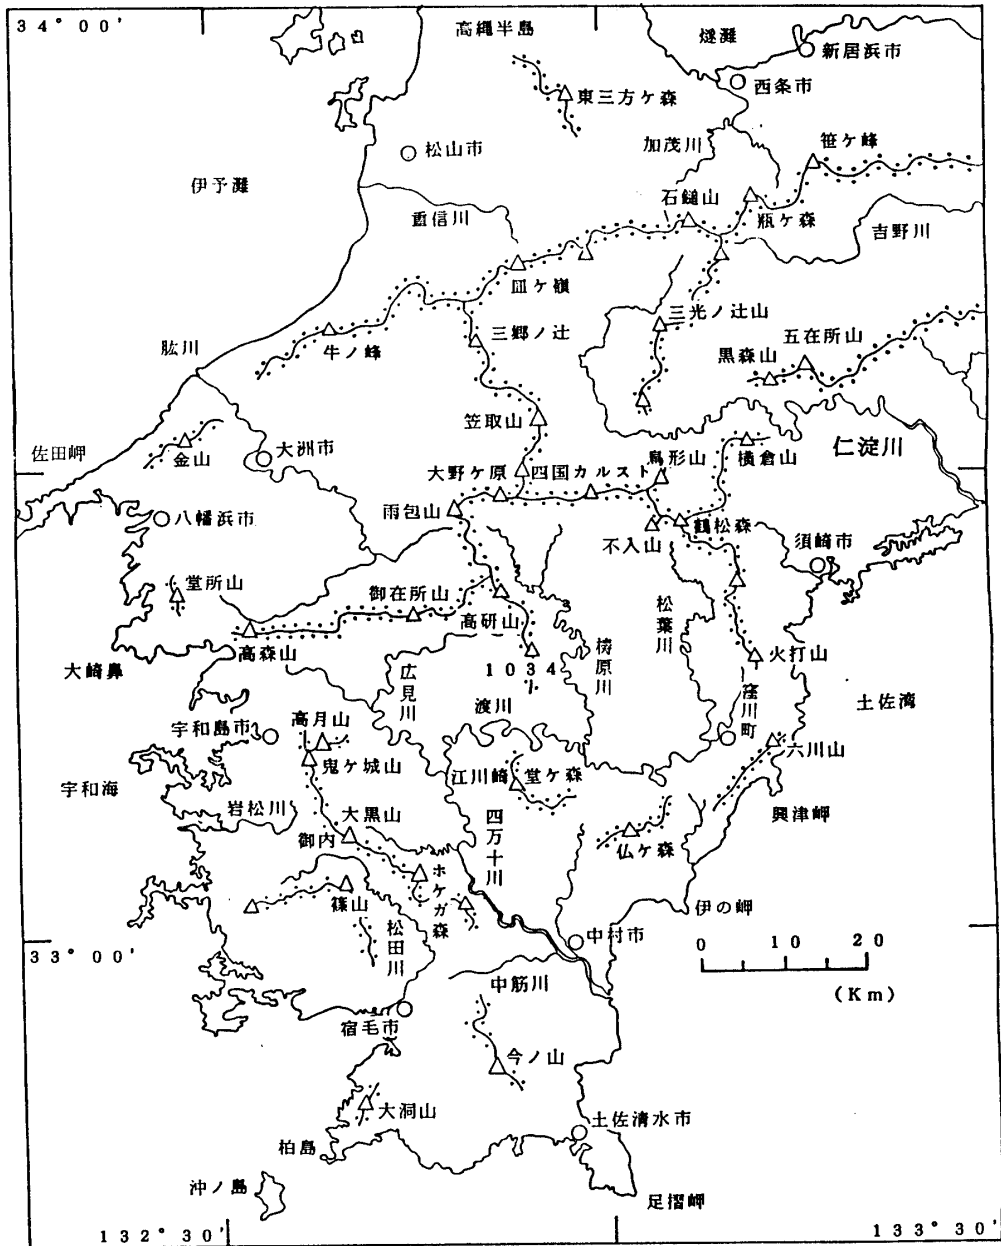 34°00'
高縄半島
燧灘
新居浜市
西条市
東三方ケ森
松山市
加茂川
笹ケ峰
伊予灘
重信川
石鎚山
瓶ケ森
吉野川
皿ケ嶺
三光ノ辻山
五在所山
三郷ノ辻
黒森山
肱川
牛ノ峰
笠取山
仁淀川
佐田岬
金山
大洲市
大野ケ原
四国カルスト
鳥形山
横倉山
雨包山
八幡浜市
鶴松森
不入山
須崎市
堂所山
御在所山
高研山
松葉川
梼原川
高森山
火打山
大崎鼻
1034
広見川
渡川
窪川町
土佐湾
宇和島市
高月山
六川山
鬼ケ城山
江川崎
堂ケ森
宇和海
岩松川
大黒山
四万十川
興津岬
御内
仏ケ森
ホケガ森
篠山
松田川
伊の岬
中村市
33°00'
0 10 20
(Km)
中筋川
宿毛市
今ノ山
大洞山
土佐清水市
柏島
沖ノ島
足摺岬
132°30'
133°30'